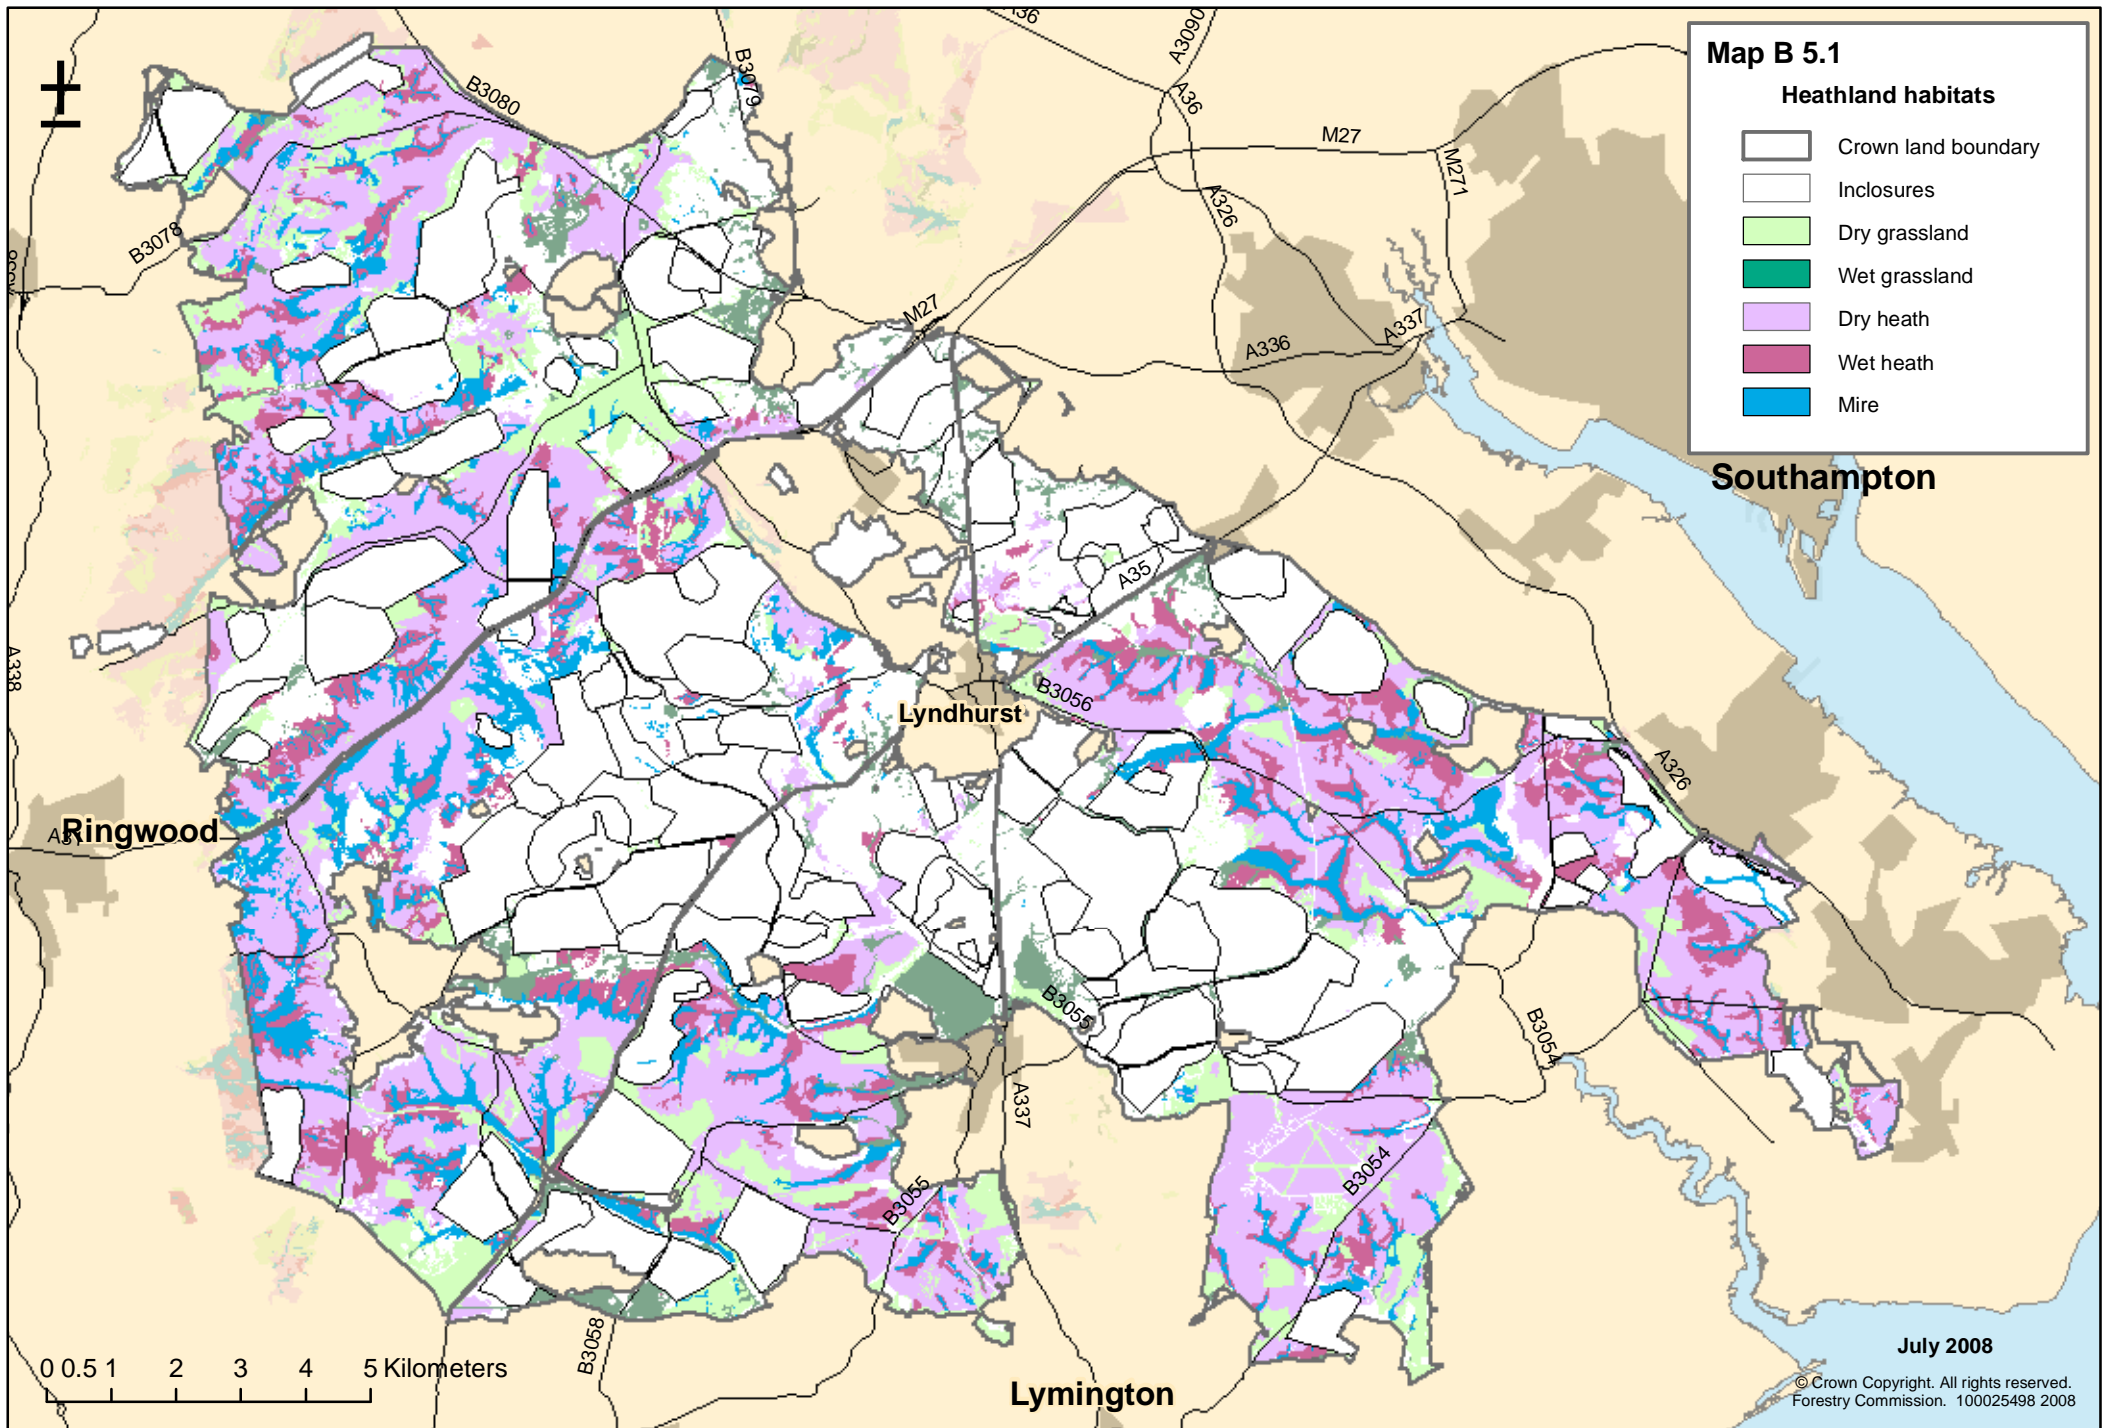 Map B 5.1
Heathland habitats
Crown land boundary
Inclosures
Dry grassland
Wet grassland
Dry heath
Wet heath
Mire
A36
A3090
B3079
B3080
A36
M27
M271
A326
B3078
M27
A337
A336
Southampton
A35
A338
B3056
Lyndhurst
A326
Ringwood
A31
B3055
B3054
A337
B3054
B3055
B3058
July 2008
0 0.5 1 2 3 4 5 Kilometers
Lymington
© Crown Copyright. All rights reserved.
Forestry Commission. 100025498 2008